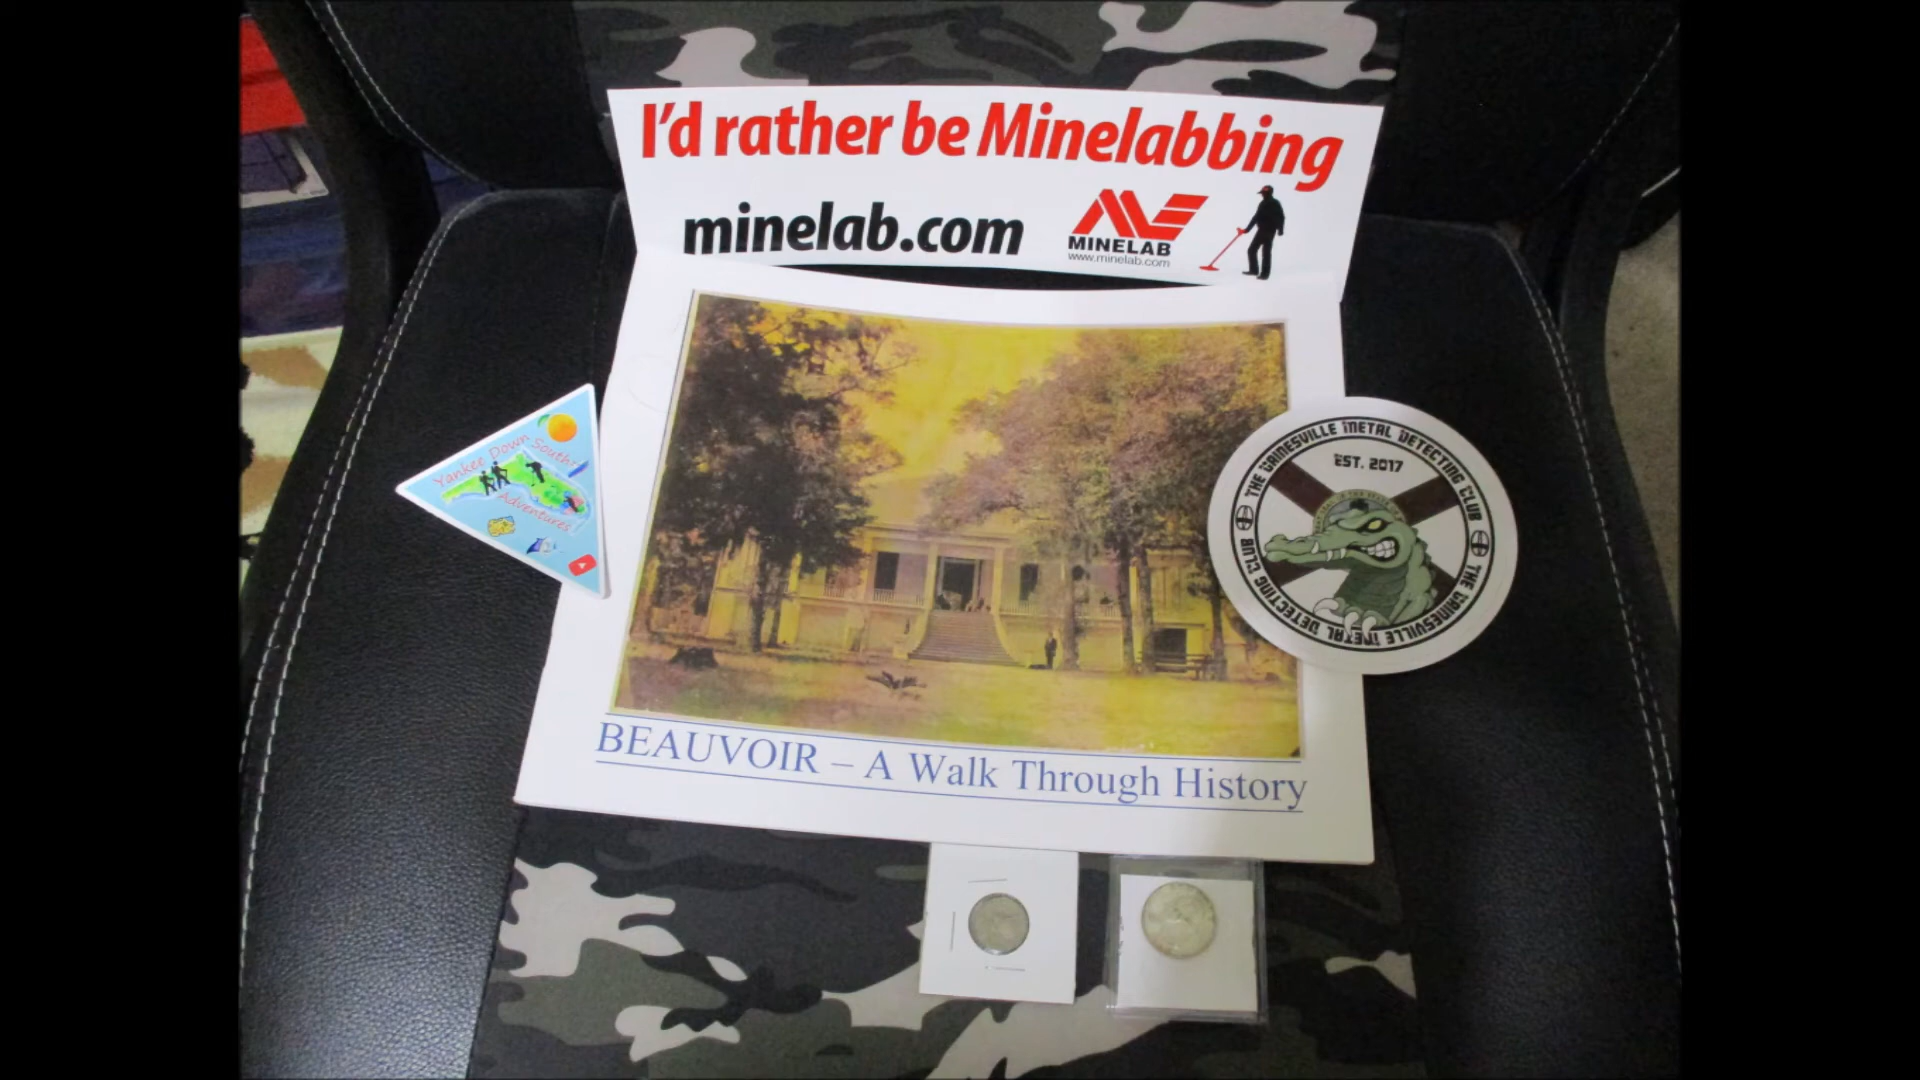 I'd rather be Minelabbing
minelab.com
MINELAB
www.minelab.com
Yankee Down South
Adventures
THE GAINESVILLE METAL DETECTING CLUB
EST. 2017
THE GAINESVILLE METAL DETECTING CLUB
BEAUVOIR – A Walk Through History